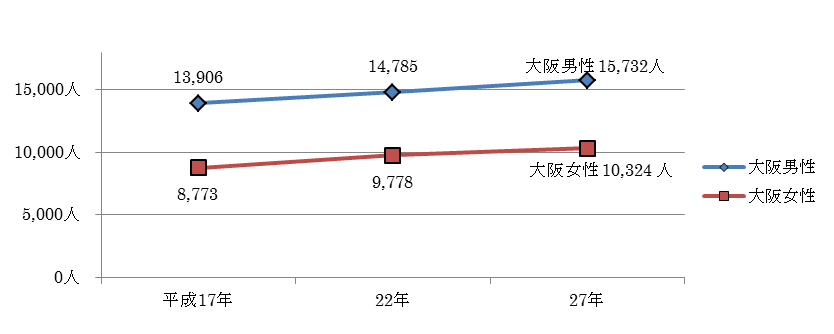 14,785
大阪男性 15,732人
13,906
15,000人
10,000人
大阪女性 10,324 人
大阪男性
9,778
8,773
大阪女性
5,000人
0人
平成17年
22年
27年